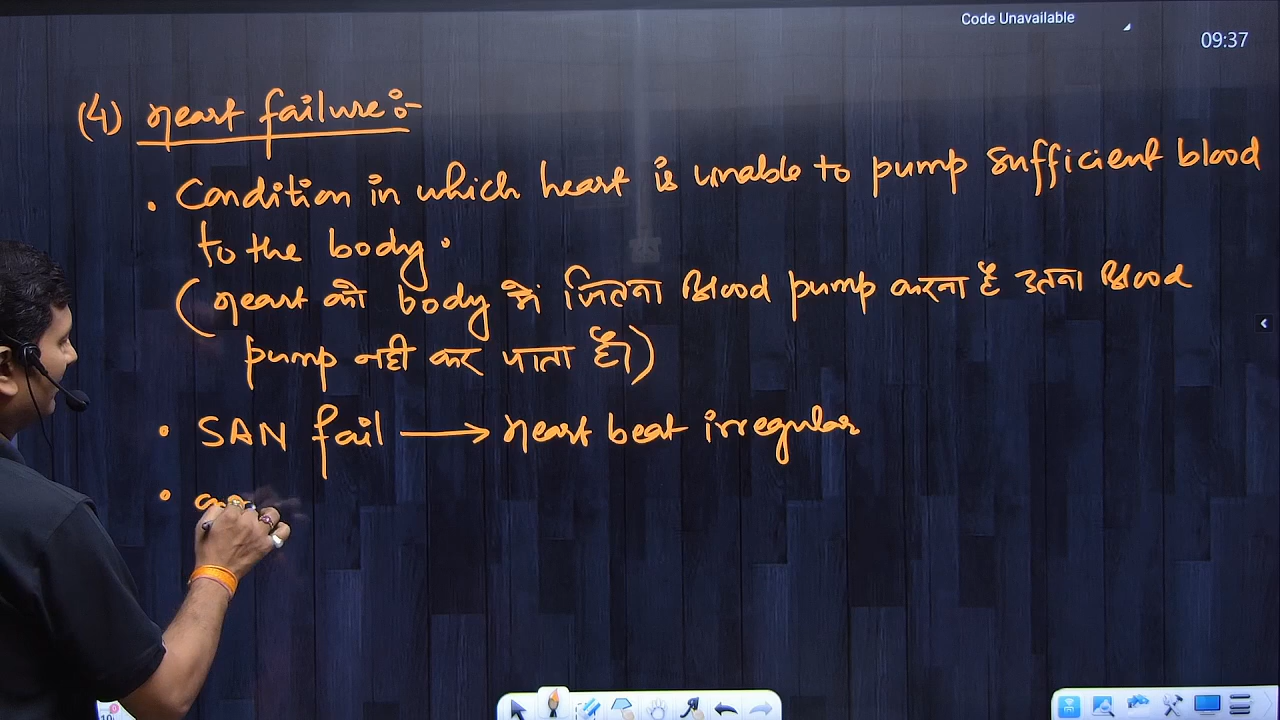 Code Unavailable
09:37
(4) Heart failure:-
• Condition in which heart is unable to pump sufficient blood
to the body.
(Heart को body में जितना Blood pump करना है उतना Blood
pump नही कर पाता है।)
• SAN fail → Heart beat irregular
•